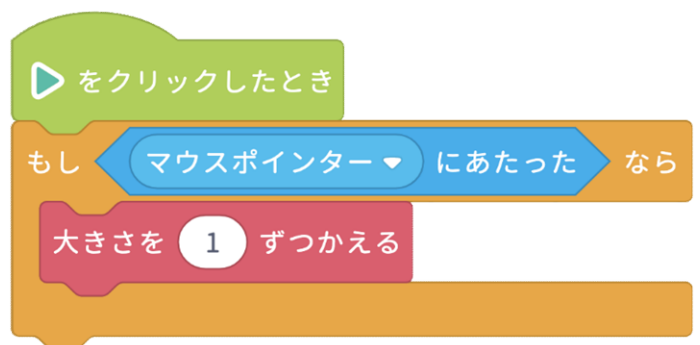 をクリックしたとき
もし マウスポインター にあたった なら
大きさを 1 ずつかえる